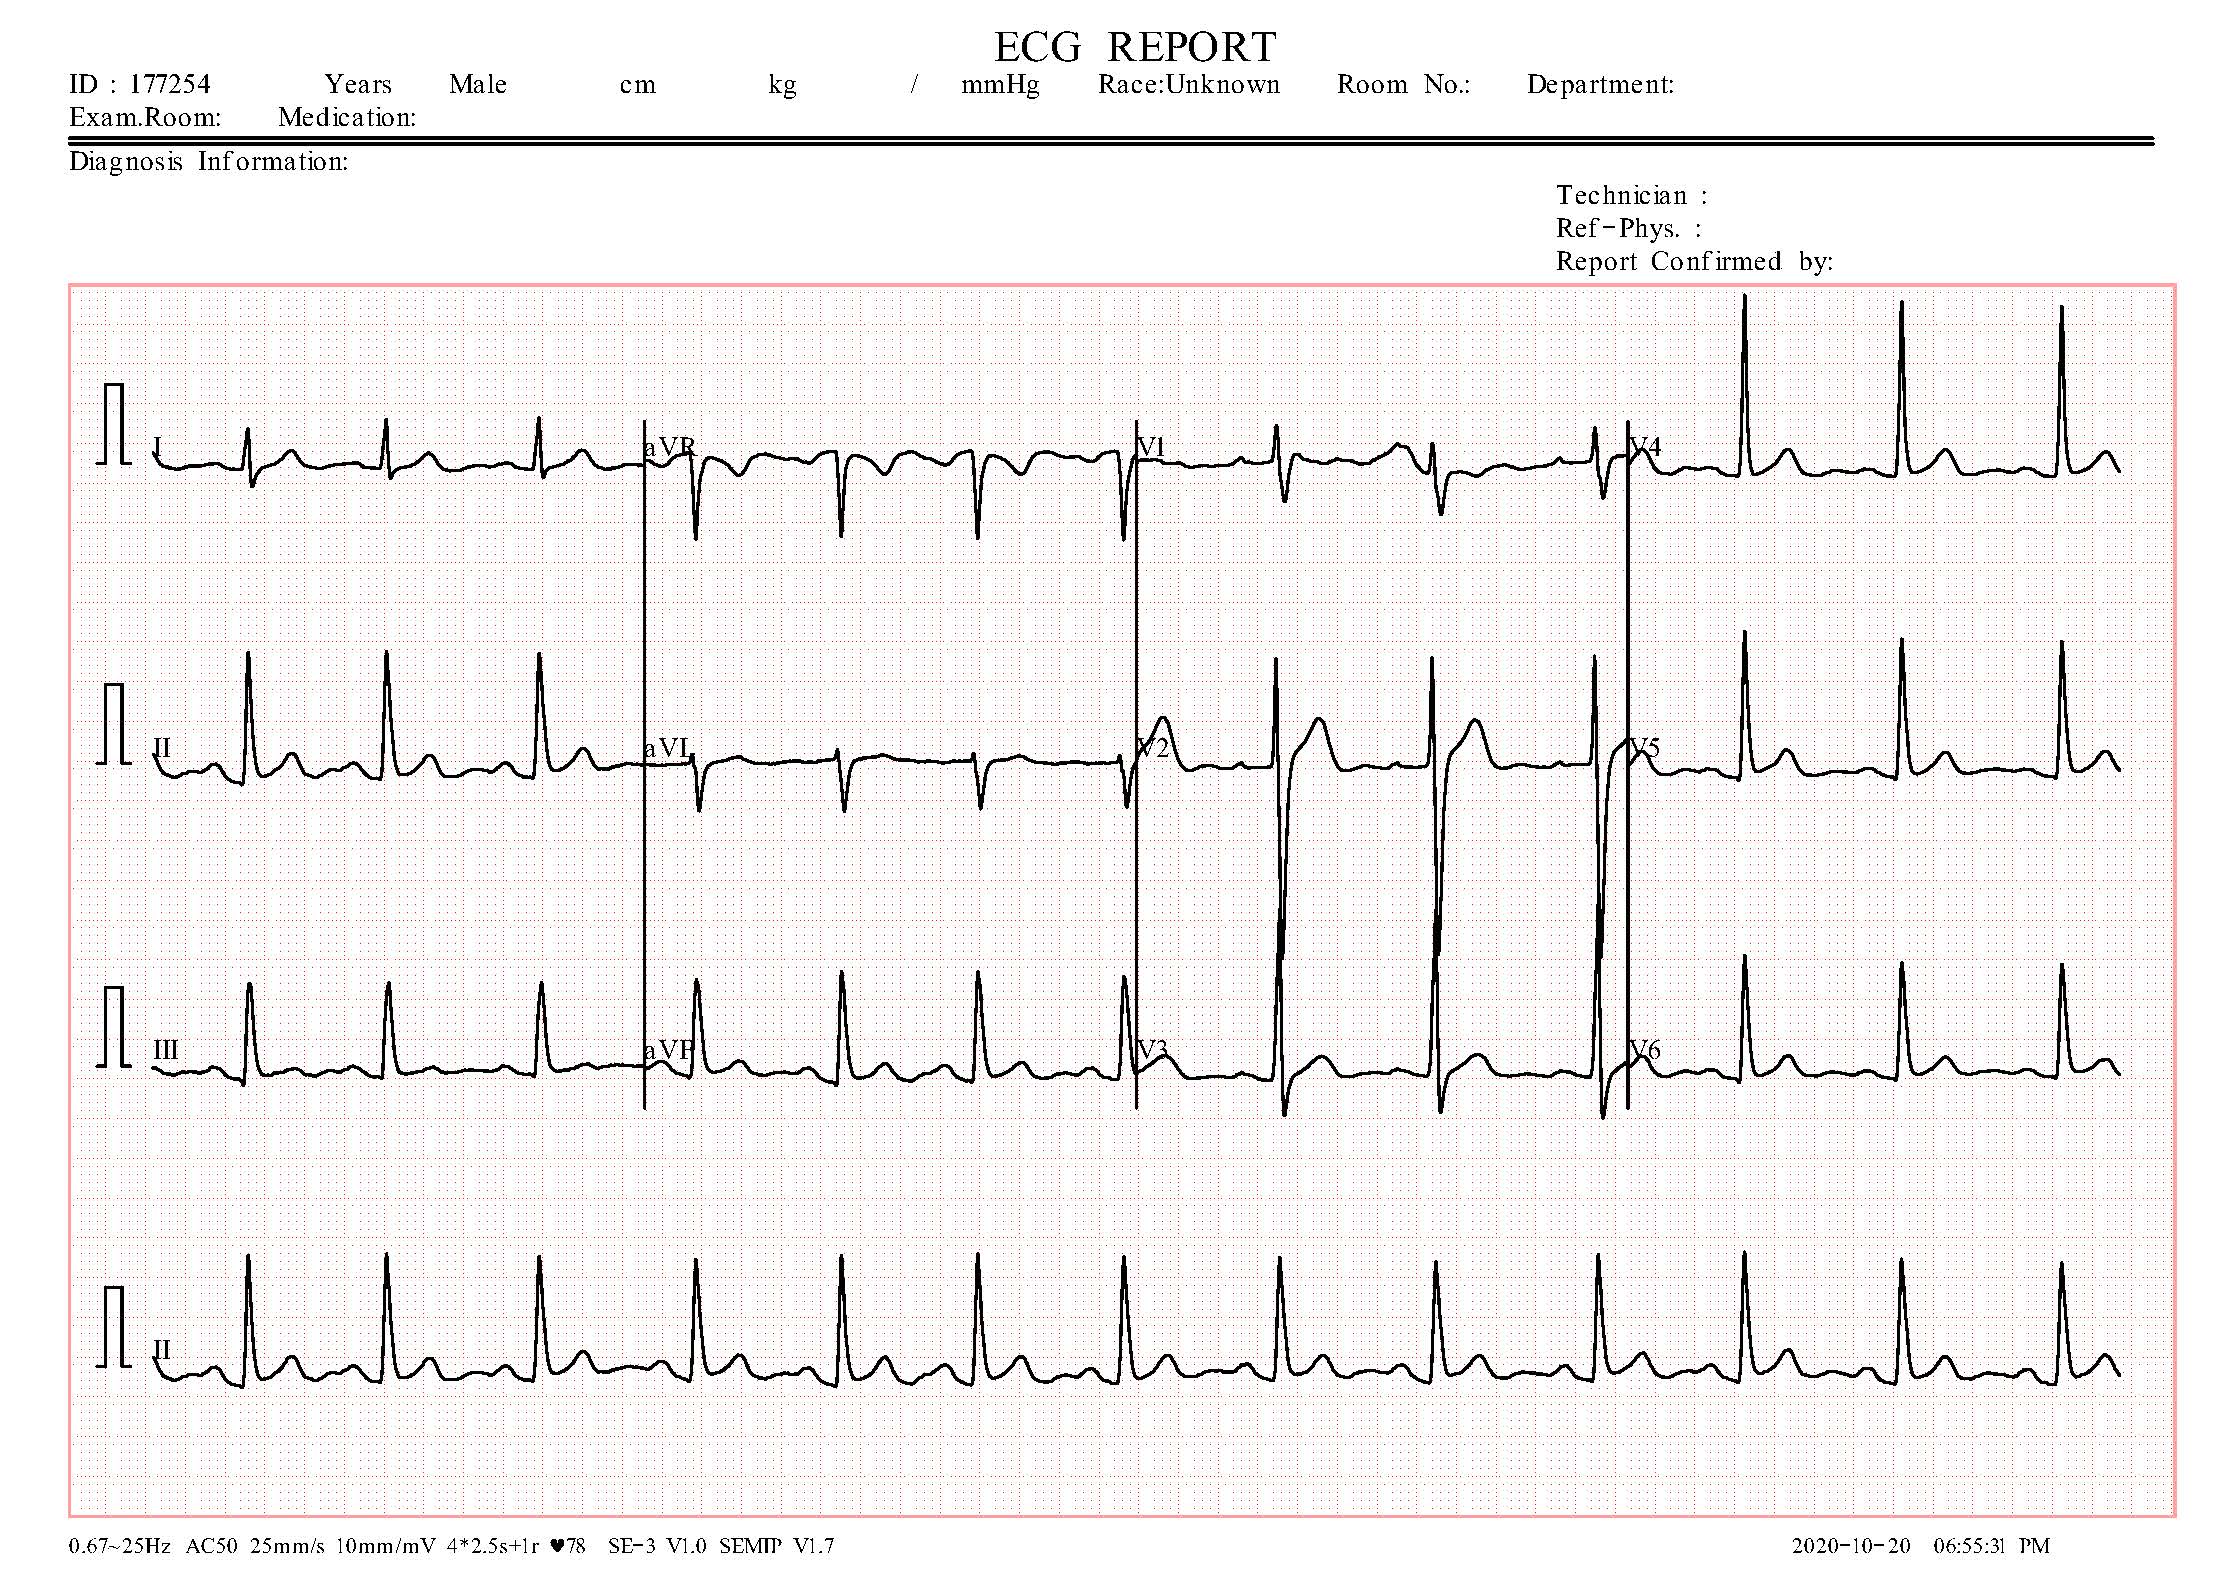 ECG REPORT
ID : 177254 Years Male cm kg / mmHg Race:Unknown Room No.: Department:
Exam.Room: Medication:
Diagnosis Information:
Technician :
Ref-Phys. :
Report Confirmed by:
I aVR V1 V4
II aVL V2 V5
III aVF V3 V6
II
0.67~25Hz AC50 25mm/s 10mm/mV 4*2.5s+1r ♥78 SE-3 V1.0 SEMIP V1.7 2020-10-20 06:55:31 PM